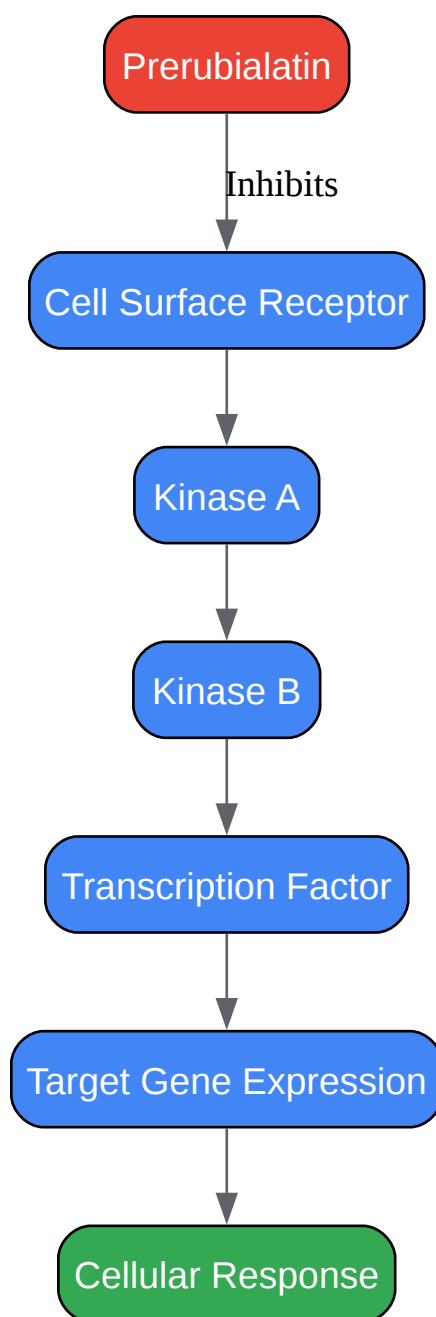 Prerubialatin
Inhibits
Cell Surface Receptor
Kinase A
Kinase B
Transcription Factor
Target Gene Expression
Cellular Response